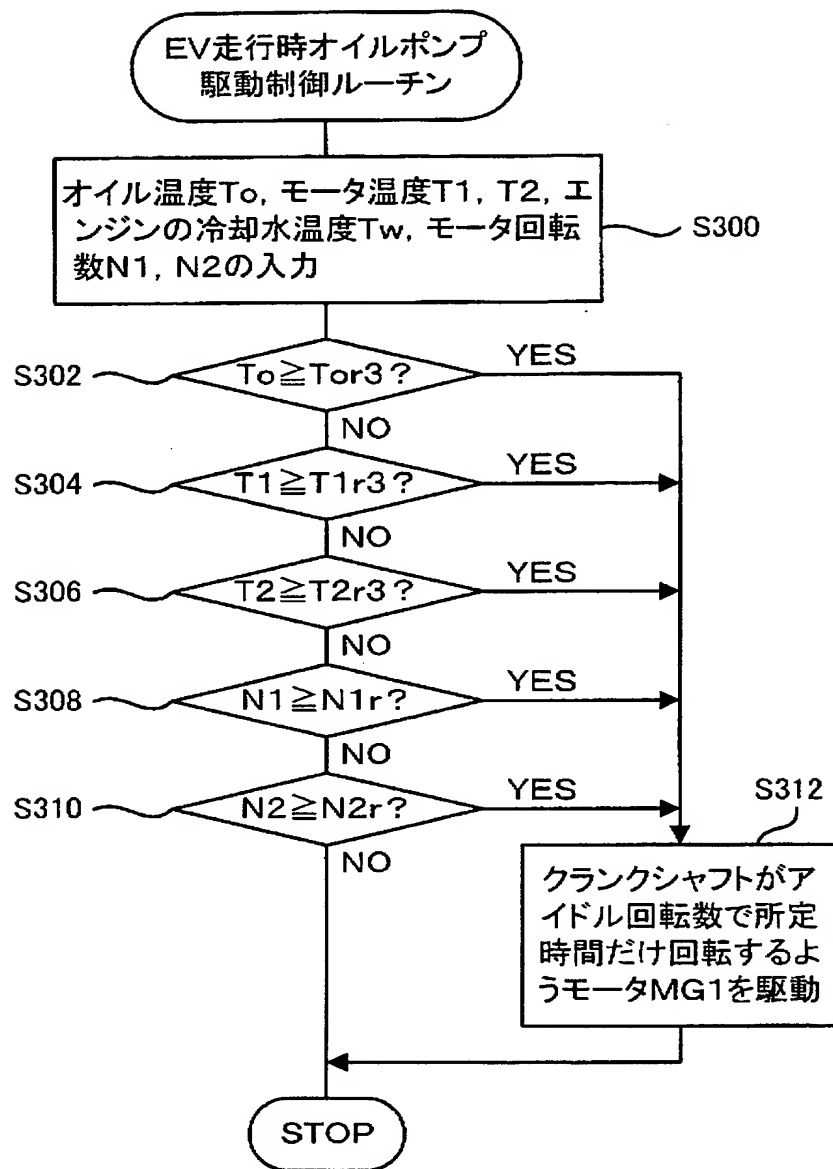 EV走行時オイルポンプ
駆動制御ルーチン
オイル温度To, モータ温度T1, T2, エ
ンジンの冷却水温度Tw, モータ回転
数N1, N2の入力
S300
S302
To≧Tor3?
YES
NO
S304
T1≧T1r3?
YES
NO
S306
T2≧T2r3?
YES
NO
S308
N1≧N1r?
YES
NO
S310
N2≧N2r?
YES
NO
S312
クランクシャフトがア
イドル回転数で所定
時間だけ回転するよ
うモータMG1を駆動
STOP